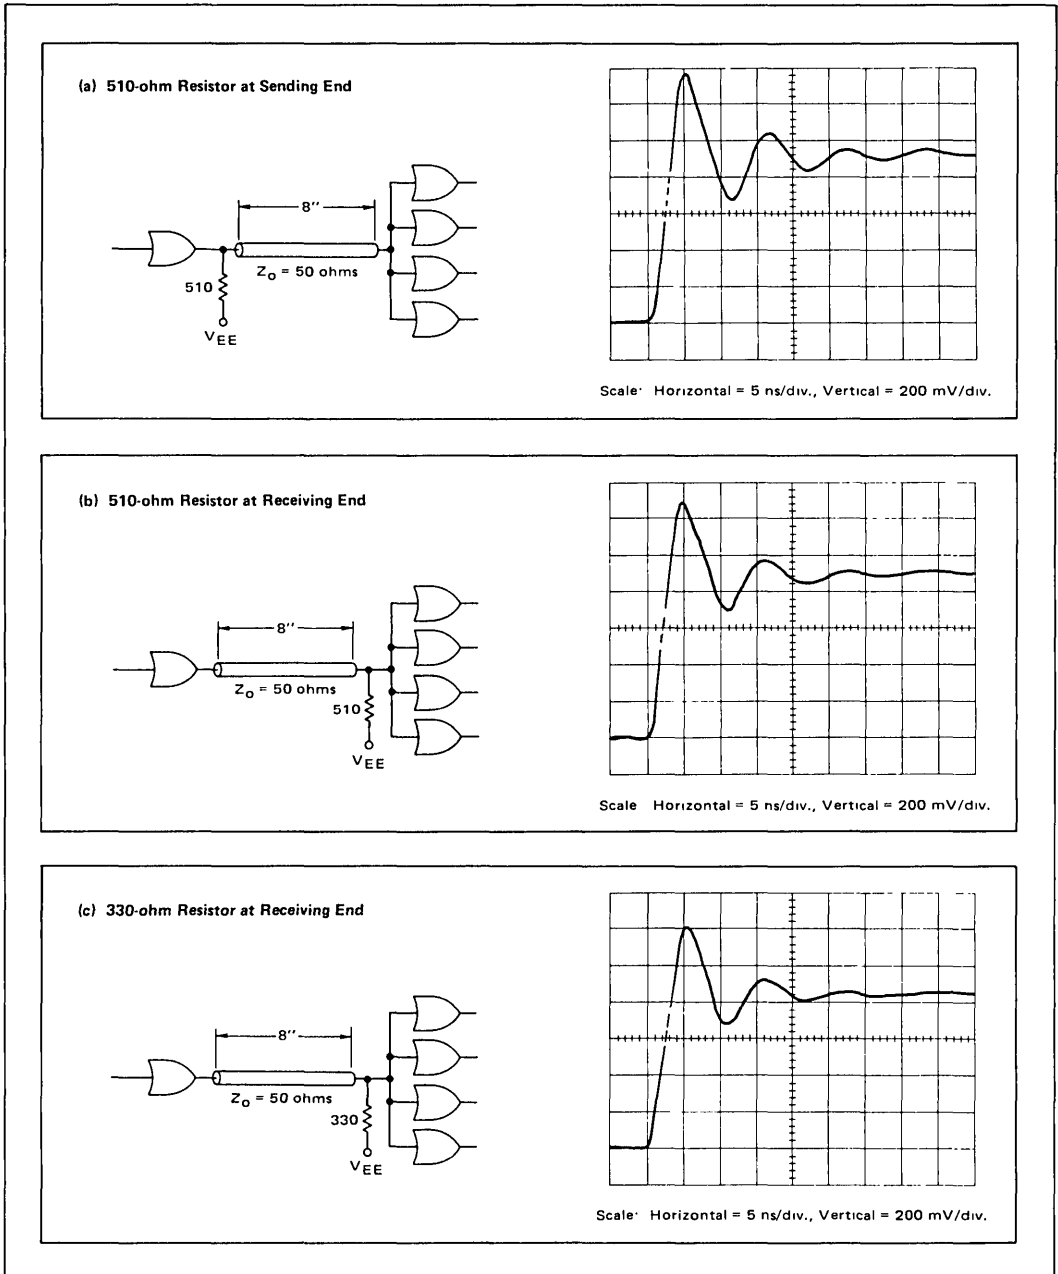 (a) 510-ohm Resistor at Sending End
8''
Zo = 50 ohms
510
VEE
Scale· Horizontal = 5 ns/div., Vertical = 200 mV/div.
(b) 510-ohm Resistor at Receiving End
8''
Zo = 50 ohms
510
VEE
Scale Horizontal = 5 ns/div., Vertical = 200 mV/div.
(c) 330-ohm Resistor at Receiving End
8''
Zo = 50 ohms
330
VEE
Scale· Horizontal = 5 ns/div., Vertical = 200 mV/div.